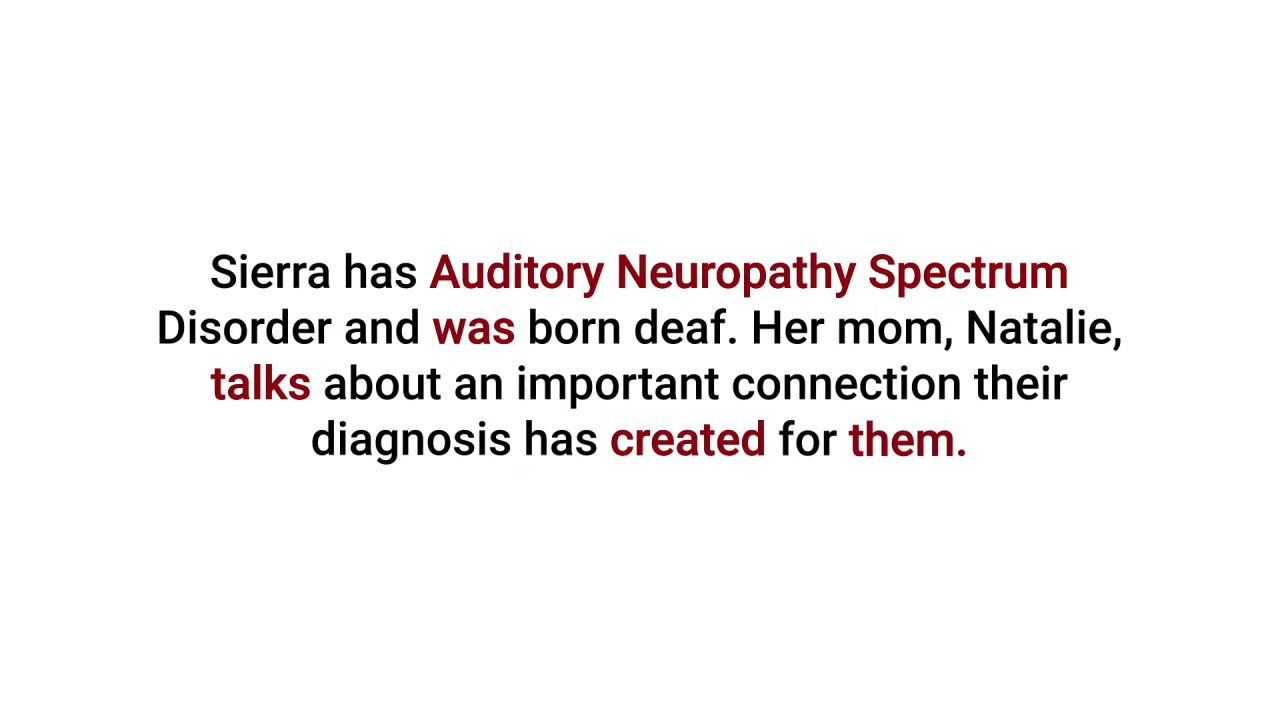 Sierra has Auditory Neuropathy Spectrum
Disorder and was born deaf. Her mom, Natalie,
talks about an important connection their
diagnosis has created for them.